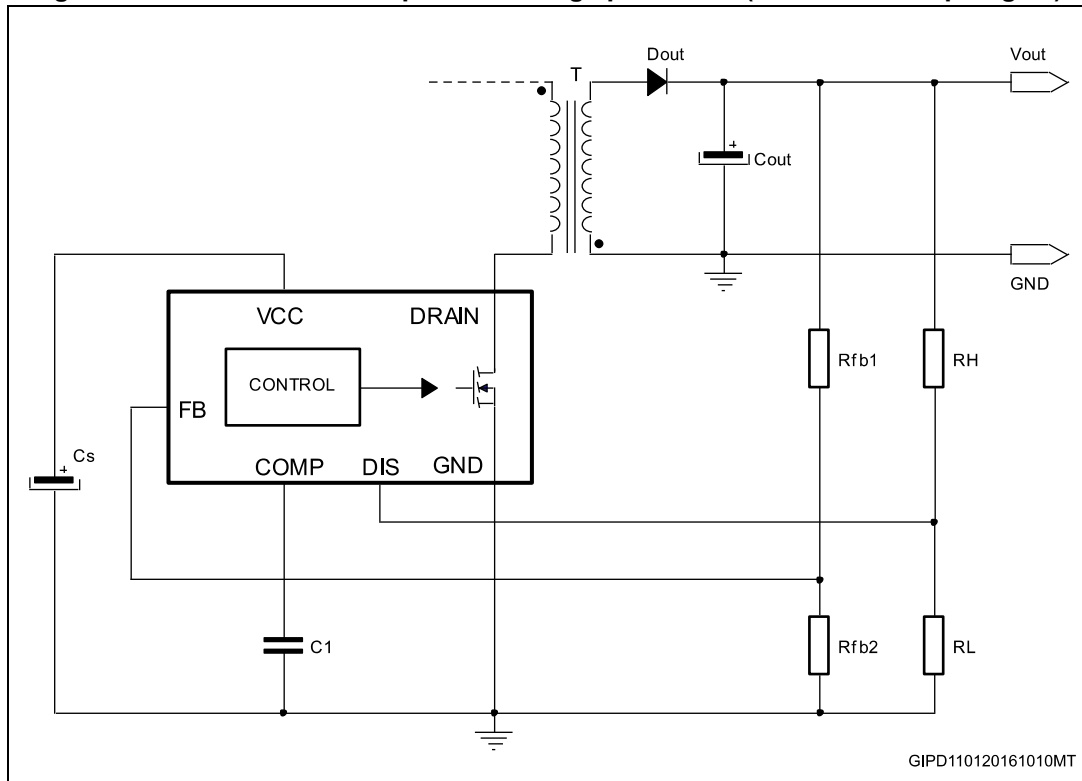 T
Dout
Vout
+
Cout
GND
VCC
DRAIN
CONTROL
FB
Rfb1
RH
COMP
DIS
GND
Cs
+
C1
Rfb2
RL
GIPD110120161010MT